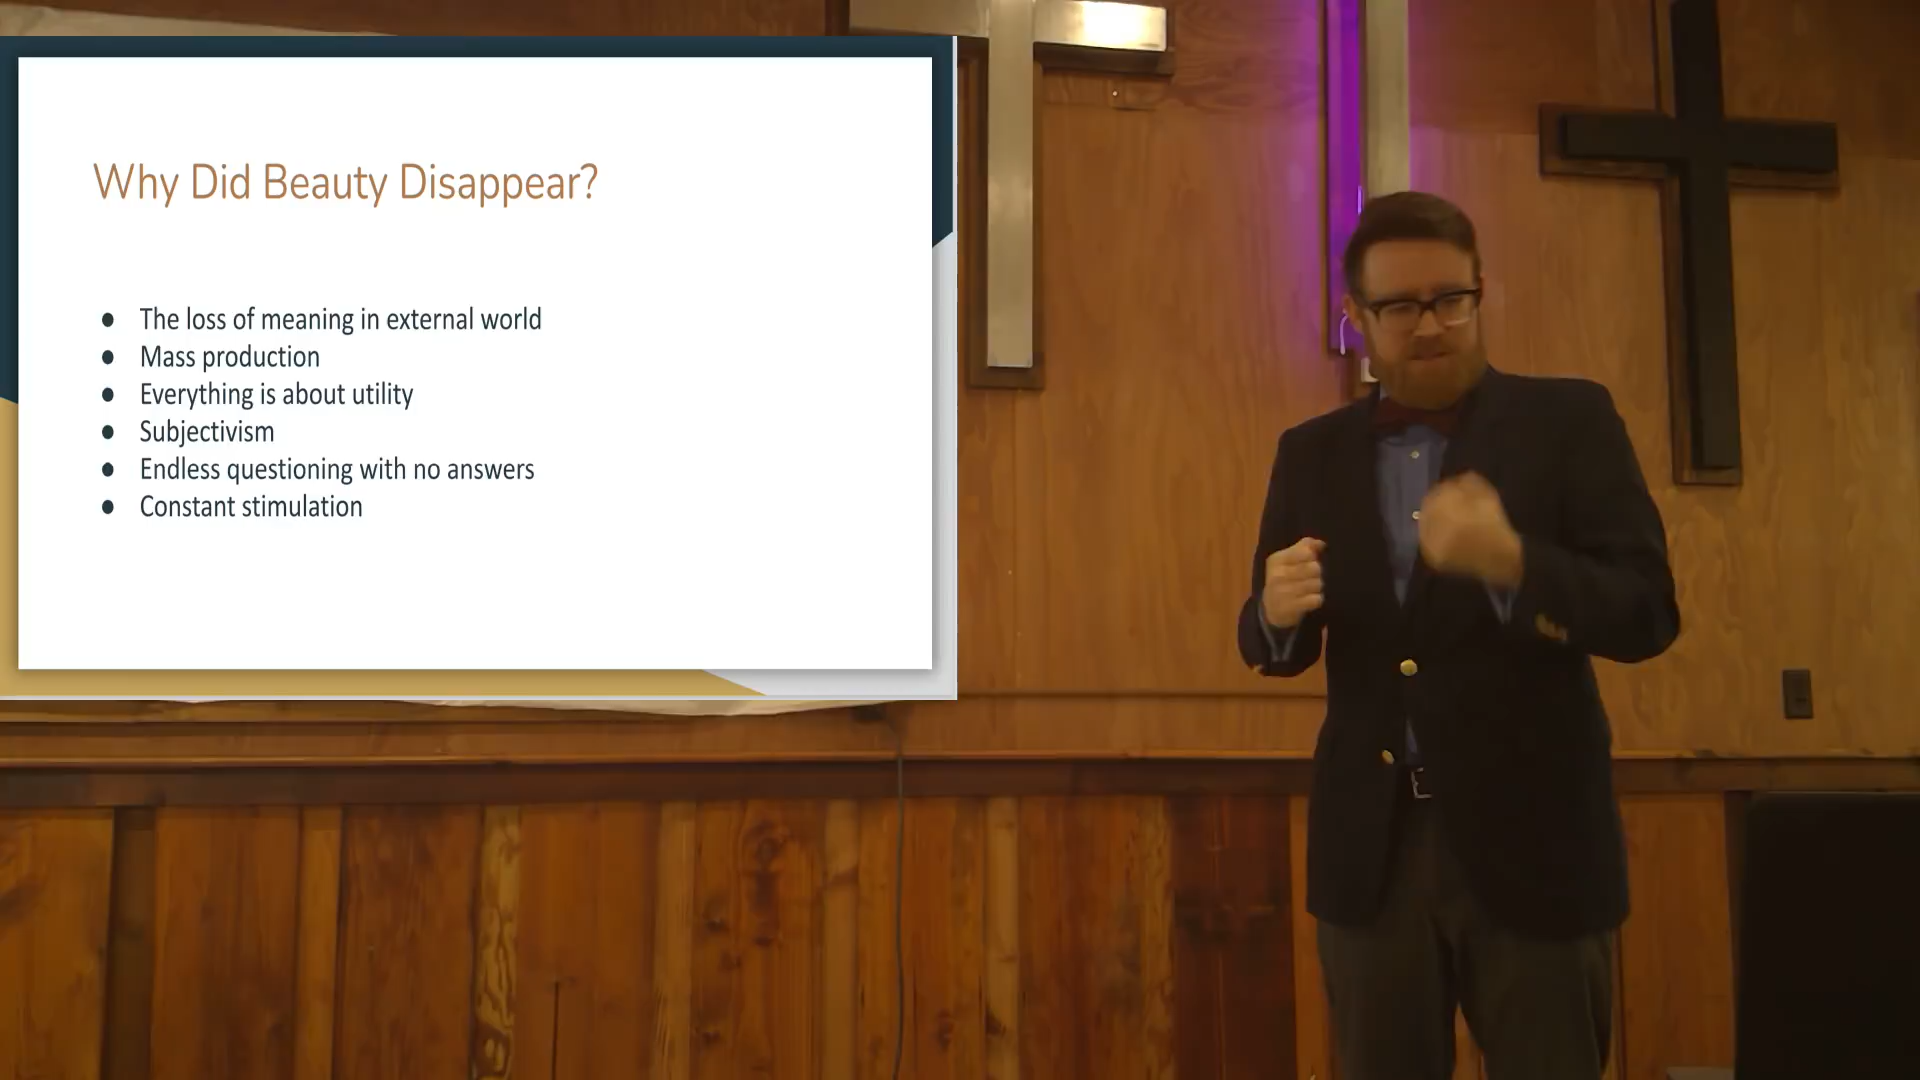 Why Did Beauty Disappear?
● The loss of meaning in external world
● Mass production
● Everything is about utility
● Subjectivism
● Endless questioning with no answers
● Constant stimulation